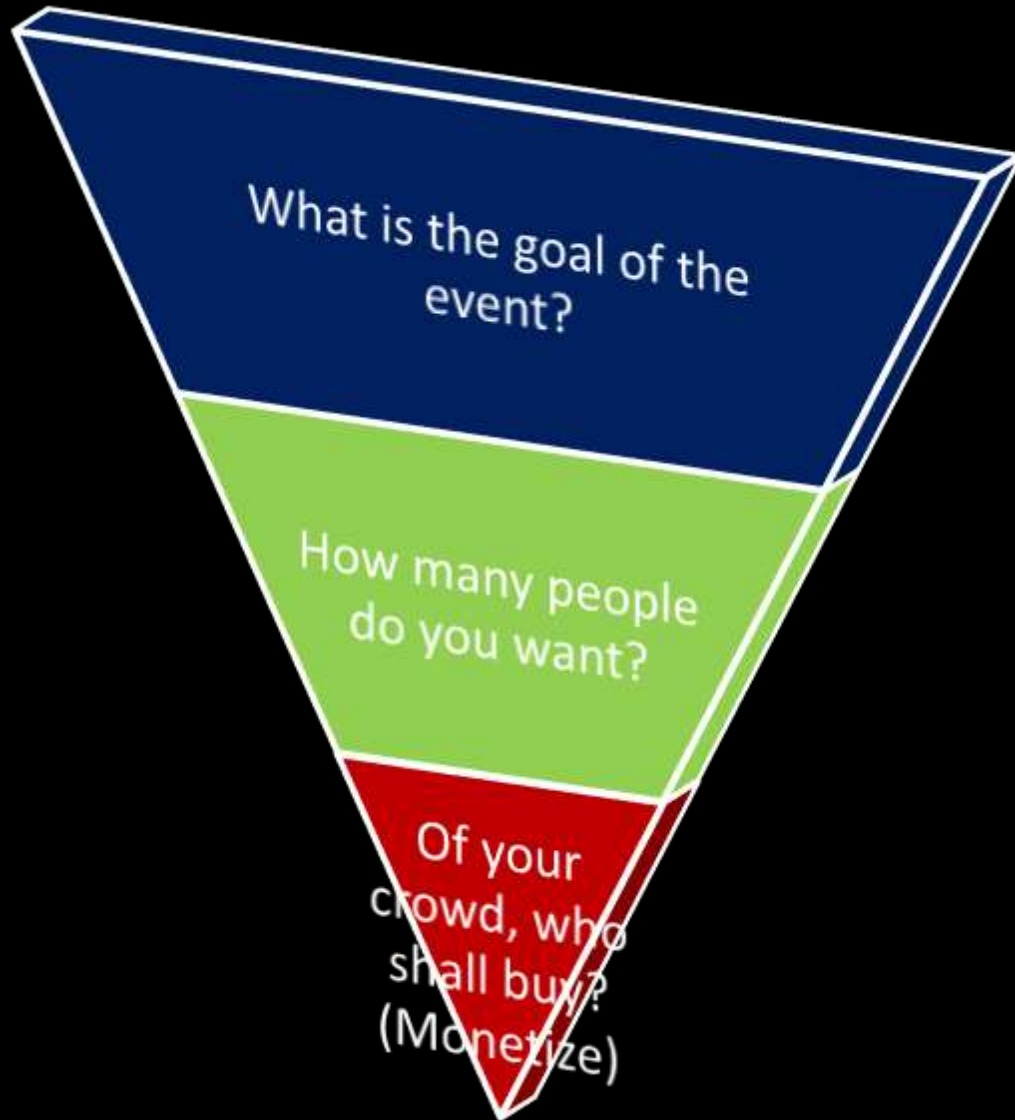 What is the goal of the
event?
How many people
do you want?
Of your
crowd, who
shall buy?
(Monetize)